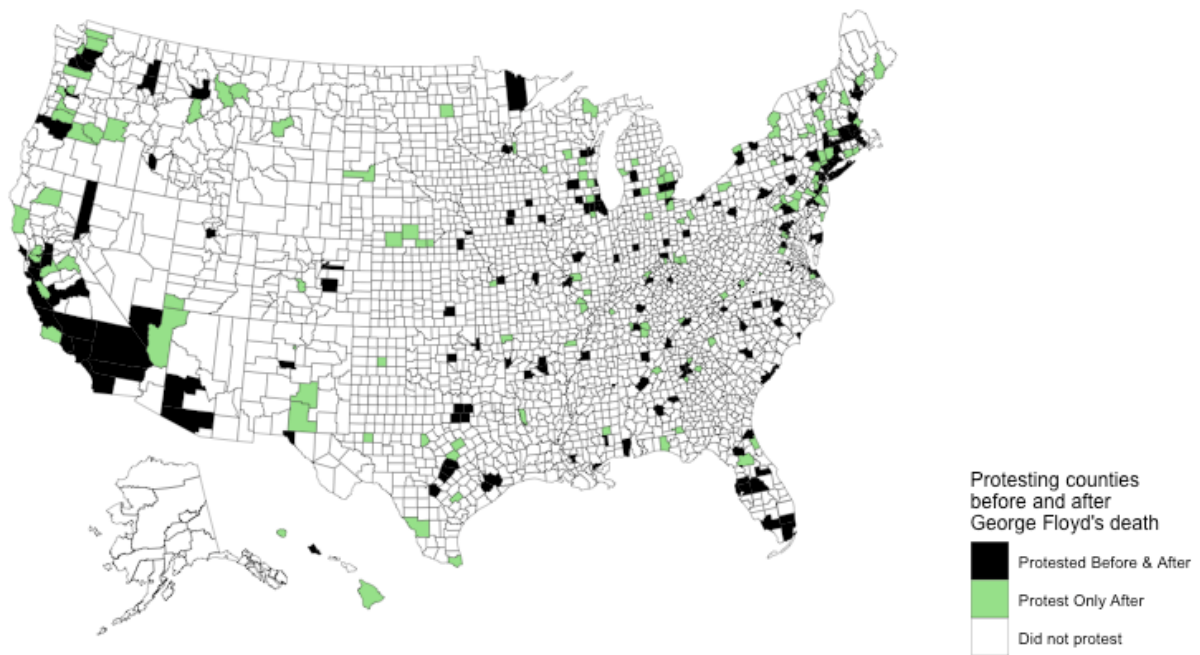 Protesting counties
before and after
George Floyd's death
Protested Before & After
Protest Only After
Did not protest